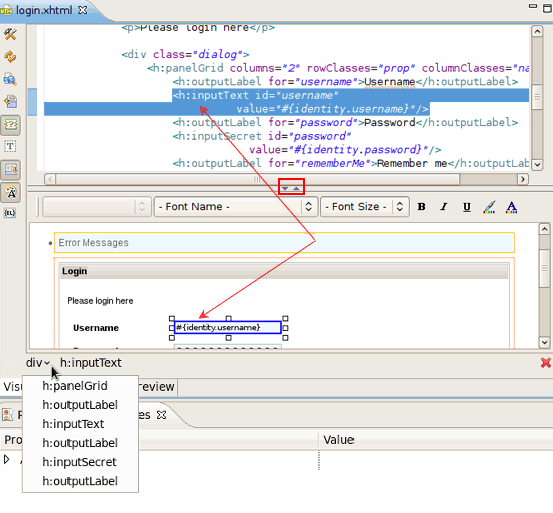 login.xhtml
<p>Please login here</p>
<div class="dialog">
<h:panelGrid columns="2" rowClasses="prop" columnClasses="na
<h:outputLabel for="username">Username</h:outputLabel>
<h:inputText id="username"
value="#{identity.username}"/>
<h:outputLabel for="password">Password</h:outputLabel>
<h:inputSecret id="password"
value="#{identity.password}"/>
<h:outputLabel for="rememberMe">Remember me</h:outputLab
- Font Name -
- Font Size -
B I U A
Error Messages
Login
Please login here
Username
#{identity.username}
div h:inputText
Visu
review
h:panelGrid
h:outputLabel
h:inputText
h:outputLabel
h:inputSecret
h:outputLabel
es
Pro
Value